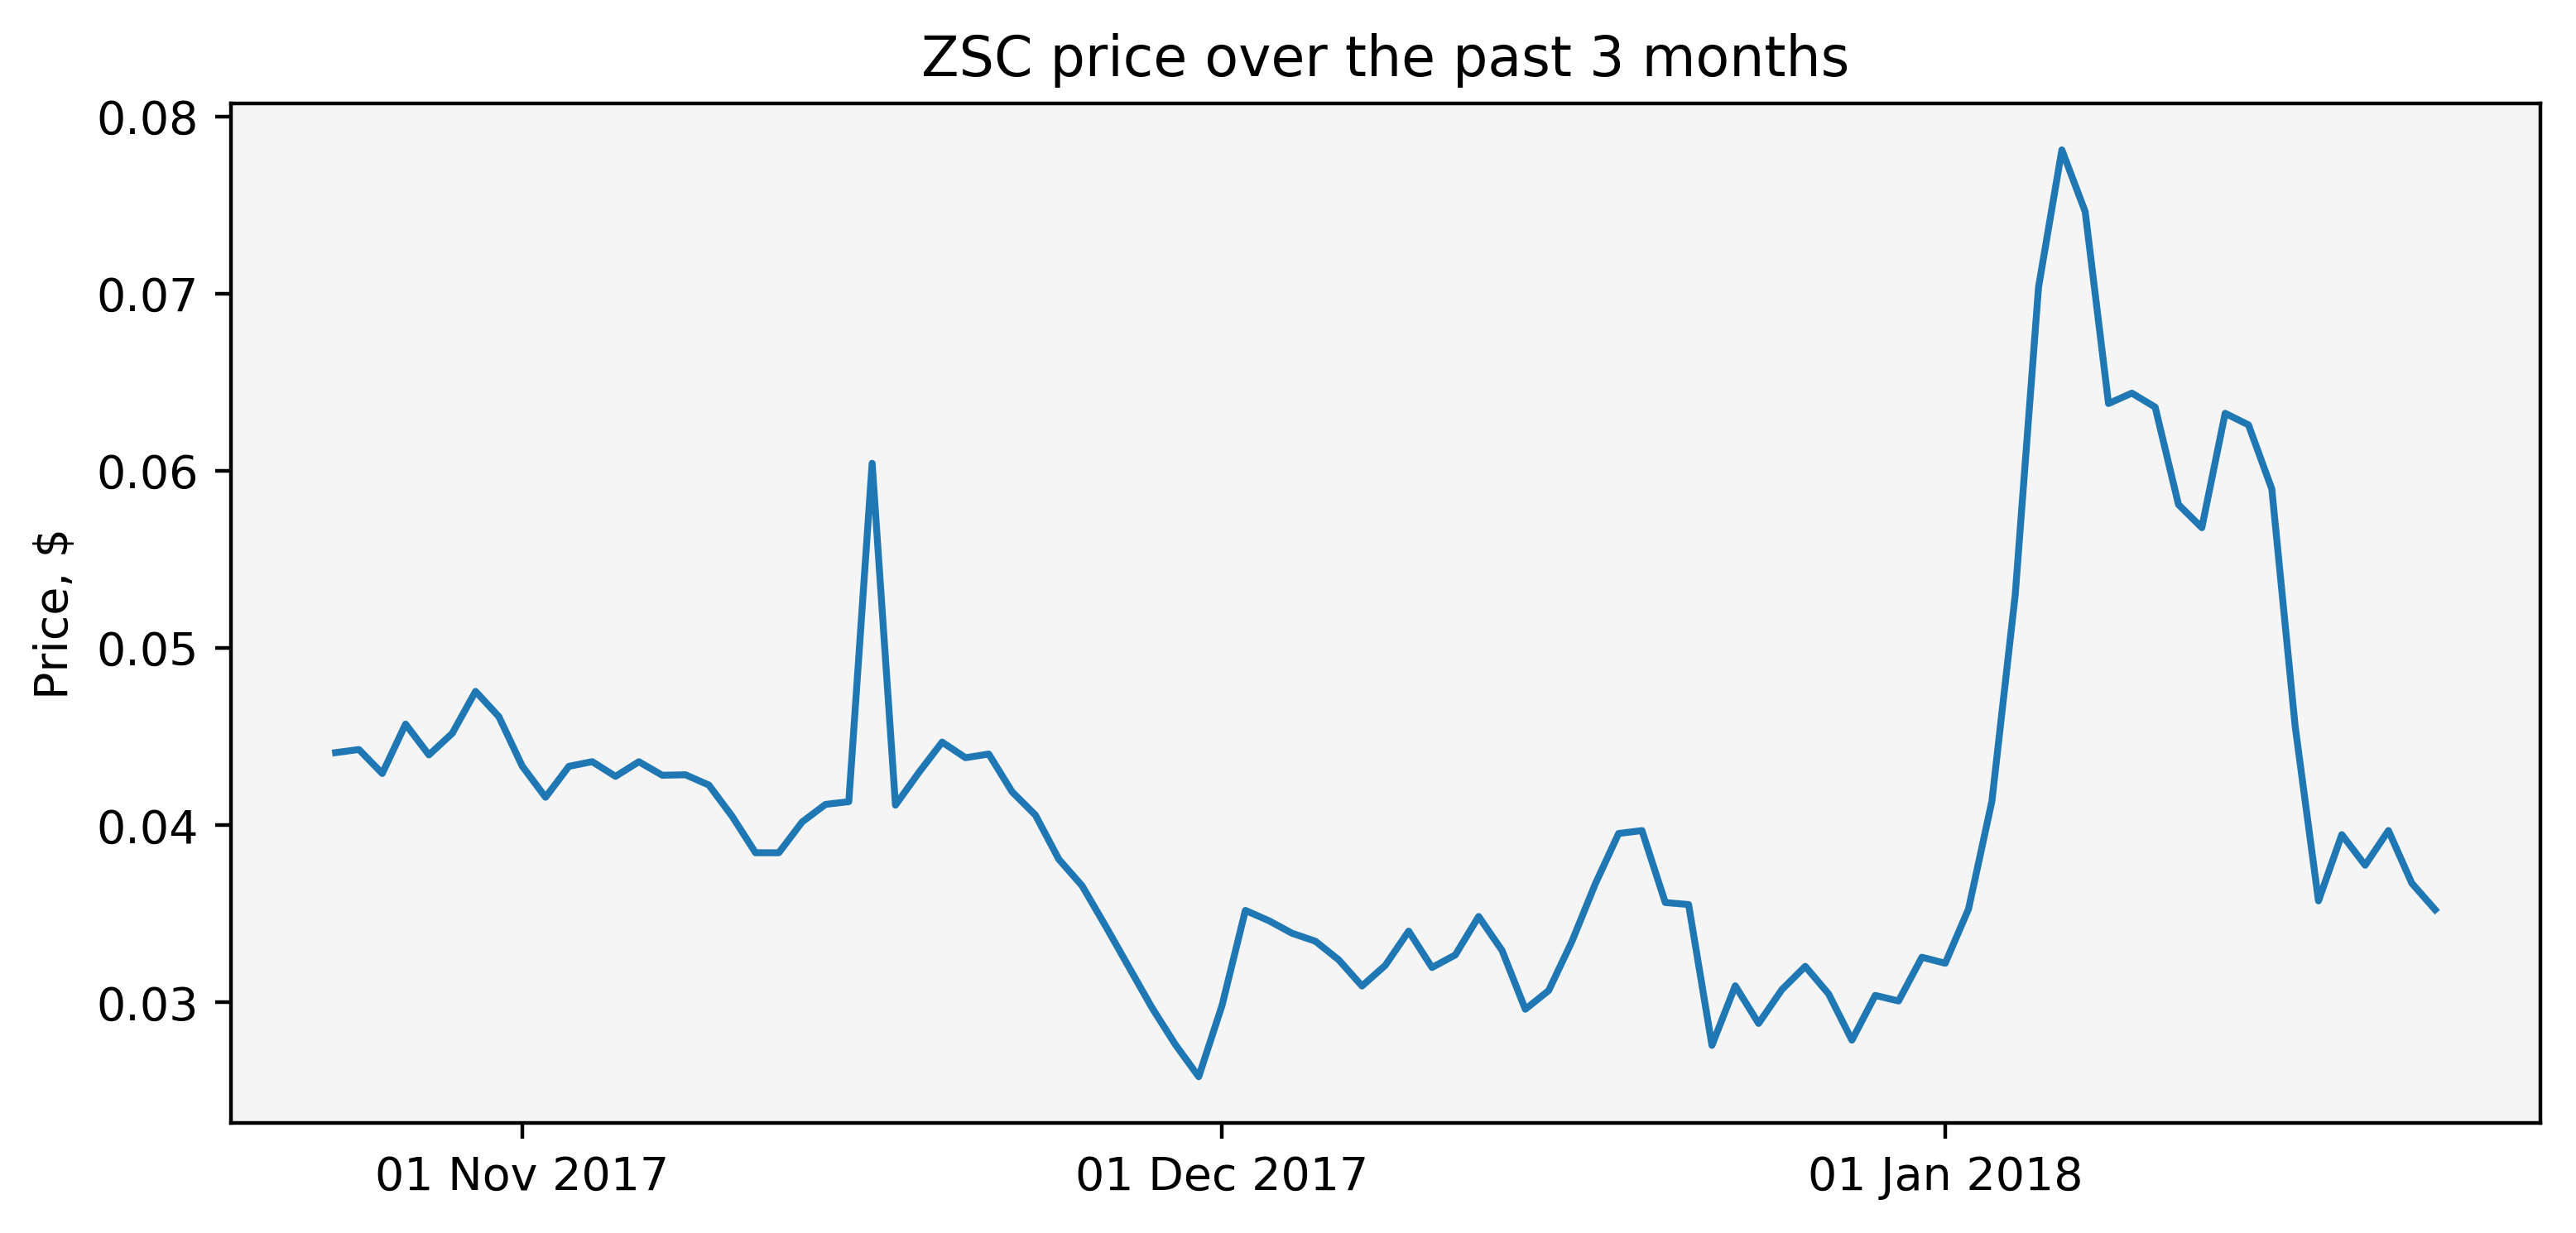 ZSC price over the past 3 months
Price, $
0.08
0.07
0.06
0.05
0.04
0.03
01 Nov 2017
01 Dec 2017
01 Jan 2018